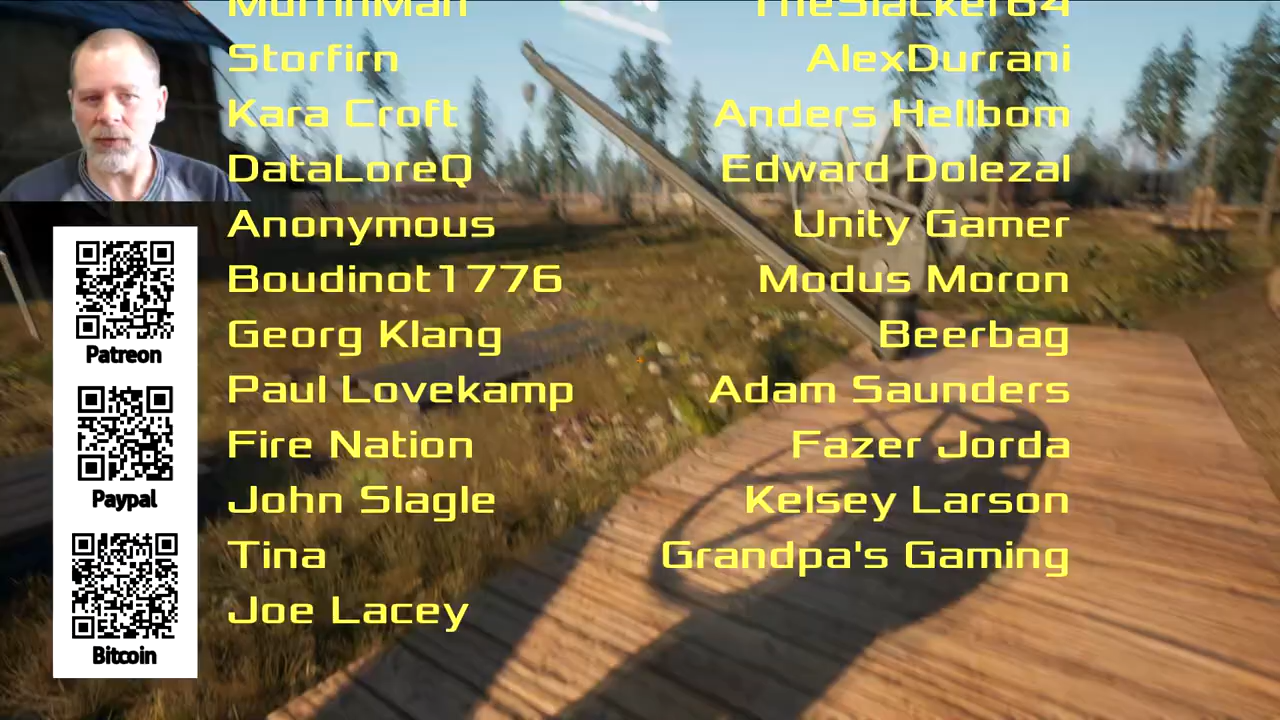 MuffinMan
TheSlacker64
Storfirn
AlexDurrani
Kara Croft
Anders Hellbom
DataLoreQ
Edward Dolezal
Anonymous
Unity Gamer
Boudinot1776
Modus Moron
Georg Klang
Beerbag
Paul Lovekamp
Adam Saunders
Fire Nation
Fazer Jorda
John Slagle
Kelsey Larson
Tina
Grandpa's Gaming
Joe Lacey
Patreon
Paypal
Bitcoin